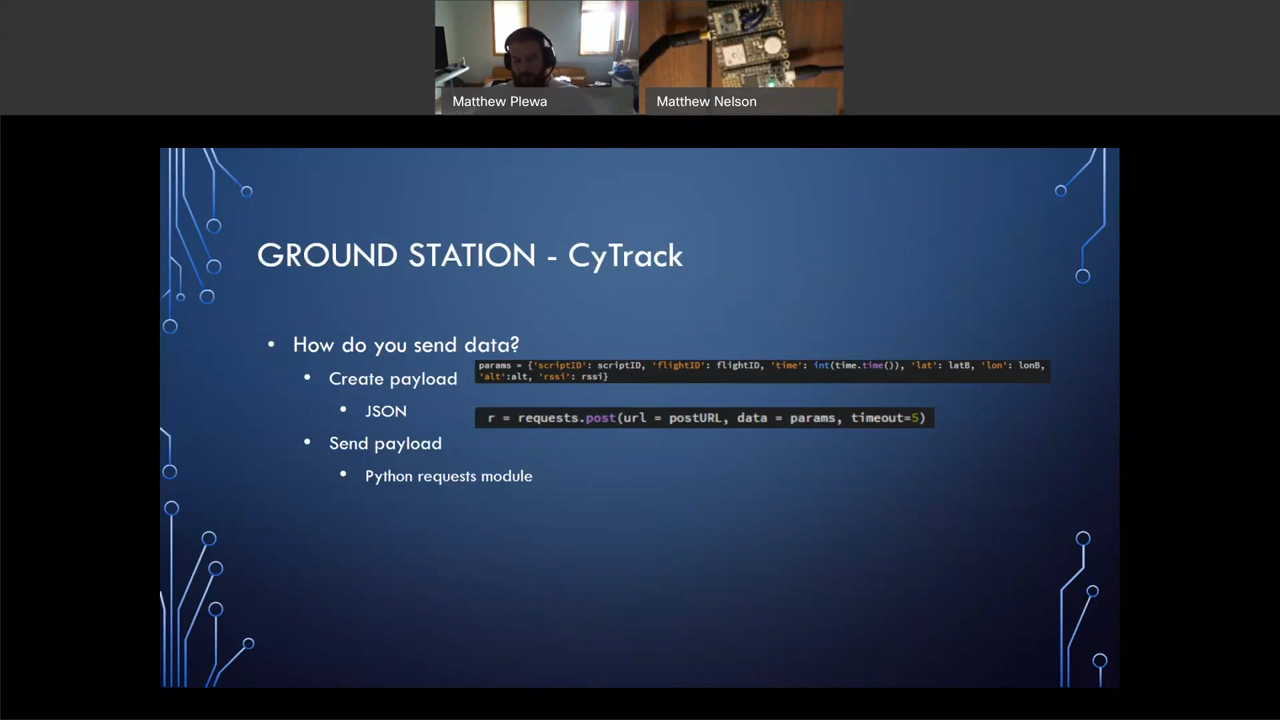 Matthew Plewa
Matthew Nelson
GROUND STATION - CyTrack
• How do you send data?
• Create payload
• JSON
• Send payload
• Python requests module
params = {'scriptID': scriptID, 'flightID': flightID, 'time': int(time.time()), 'lat': latB, 'lon': lonB,
'alt':alt, 'rssi': rssi}
r = requests.post(url = postURL, data = params, timeout=5)